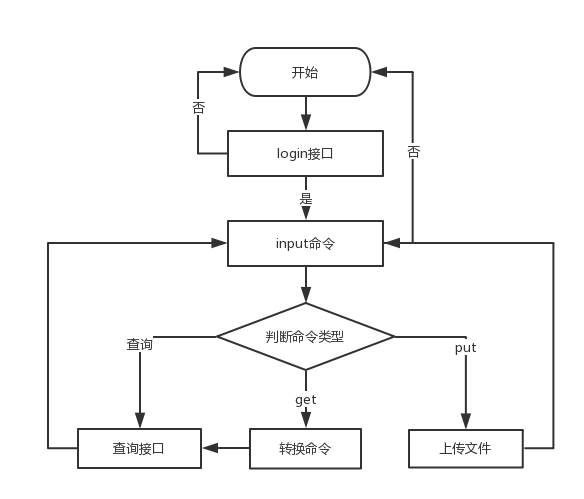 开始
否
login接口
否
是
input命令
判断命令类型
查询
put
get
查询接口
转换命令
上传文件